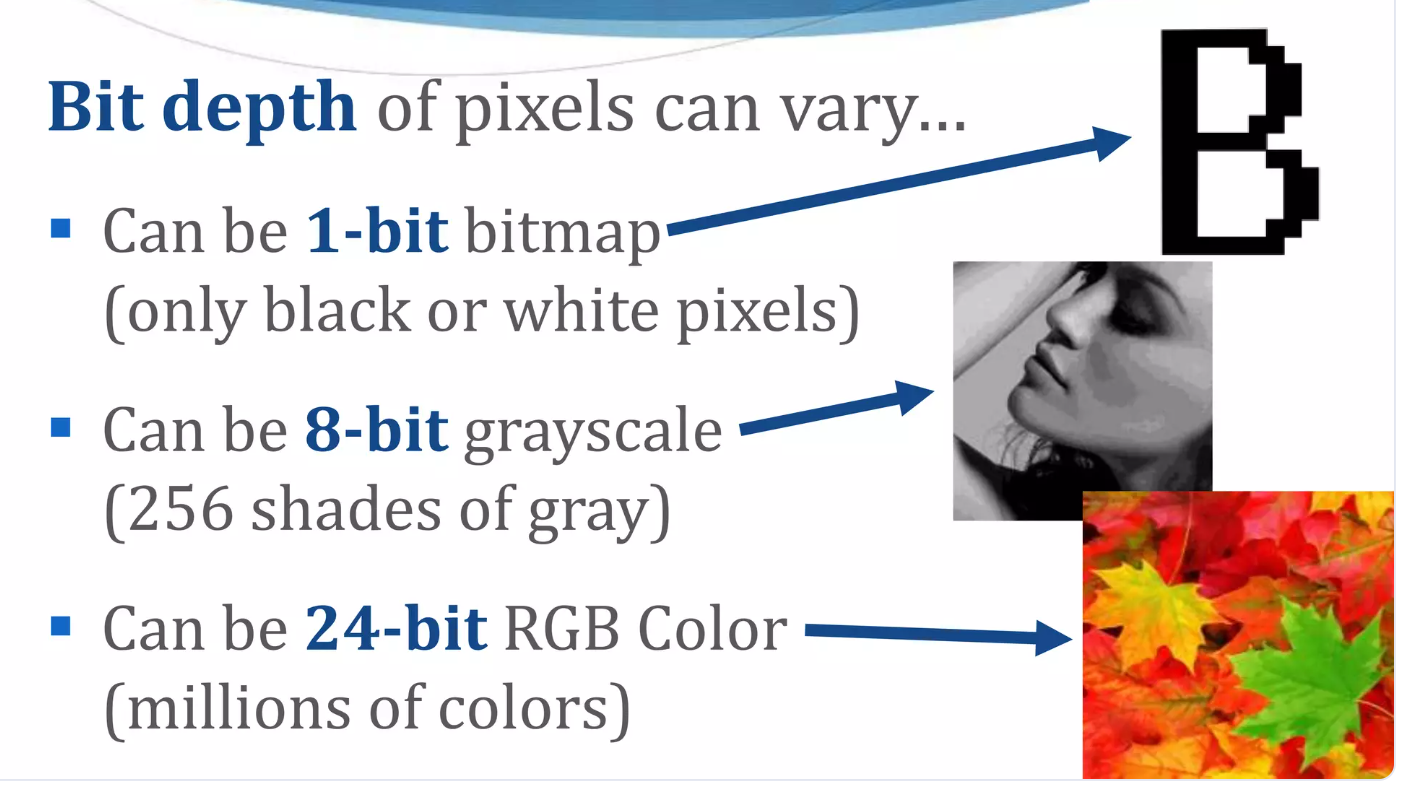 Bit depth of pixels can vary...
▪ Can be 1-bit bitmap
(only black or white pixels)
▪ Can be 8-bit grayscale
(256 shades of gray)
▪ Can be 24-bit RGB Color
(millions of colors)
B